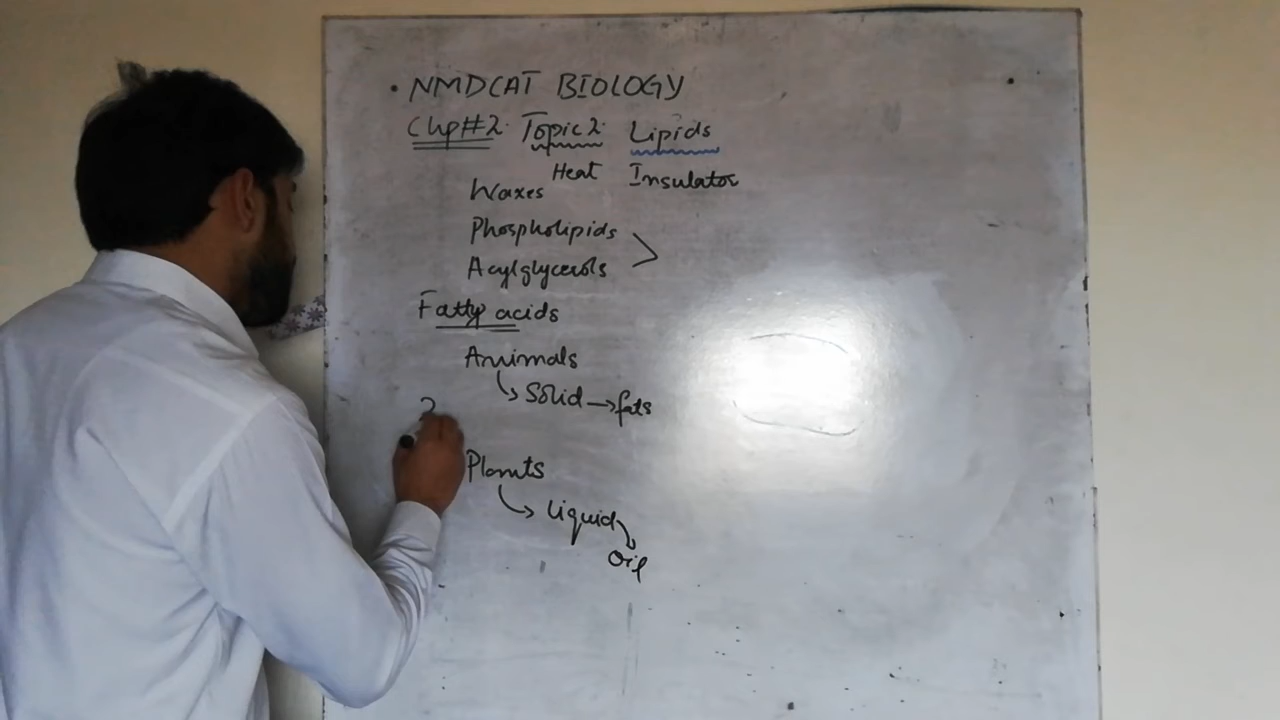 • NMDCAT BIOLOGY
Chp#2. Topic 2. Lipids
Heat Insulator
Waxes
Phospholipids
Acylglycerols
Fatty acids
Animals
↳ Solid → fats
2
Plants
↳ Liquid
Oil